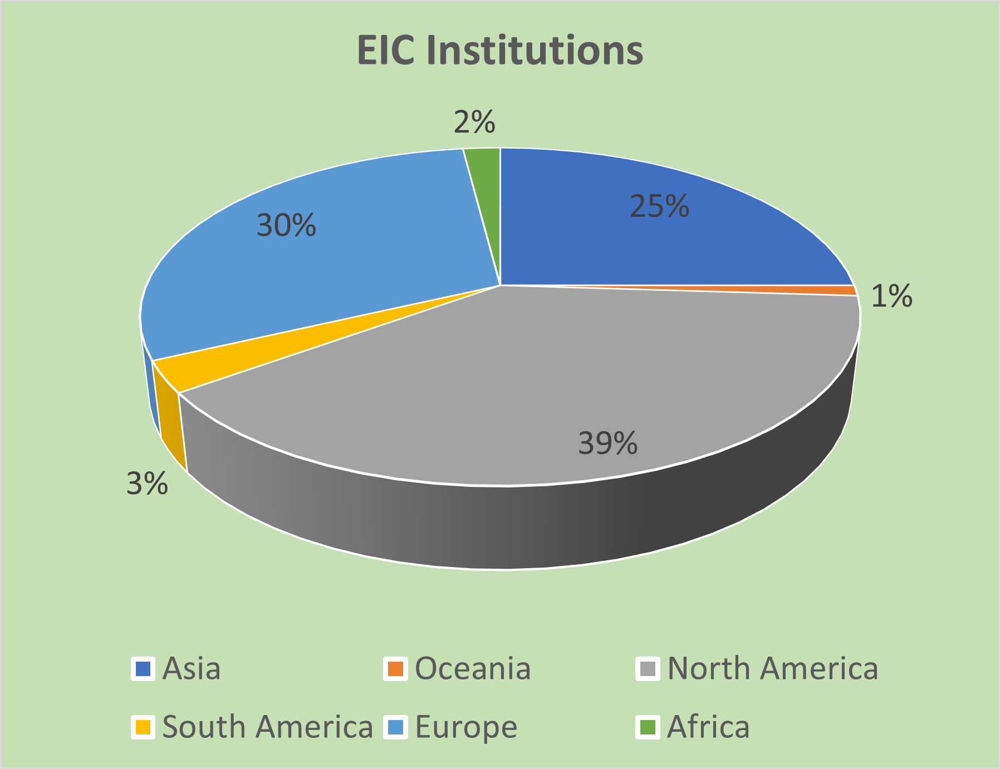 EIC Institutions
2%
25%
30%
1%
39%
3%
Asia
Oceania
North America
South America
Europe
Africa